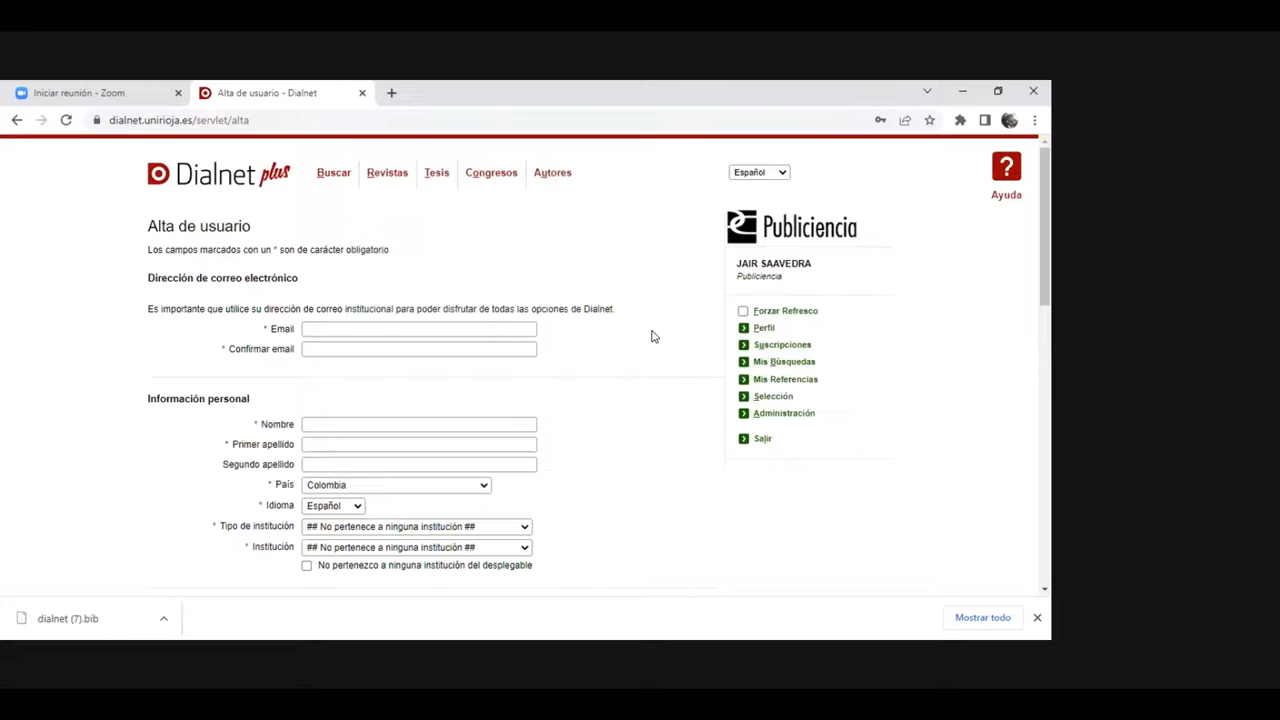 Iniciar reunión - Zoom
Alta de usuario - Dialnet
dialnet.unirioja.es/servlet/alta
Dialnet plus
Buscar
Revistas
Tesis
Congresos
Autores
Español
?
Ayuda
Alta de usuario
Los campos marcados con un * son de carácter obligatorio
Dirección de correo electrónico
Es importante que utilice su dirección de correo institucional para poder disfrutar de todas las opciones de Dialnet.
* Email
* Confirmar email
Información personal
* Nombre
* Primer apellido
Segundo apellido
* País Colombia
* Idioma Español
* Tipo de institución ## No pertenece a ninguna institución ##
* Institución ## No pertenece a ninguna institución ##
No pertenezco a ninguna institución del desplegable
Publiciencia
JAIR SAAVEDRA
Publiciencia
Forzar Refresco
Perfil
Suscripciones
Mis Búsquedas
Mis Referencias
Selección
Administración
Salir
dialnet (7).bib
Mostrar todo